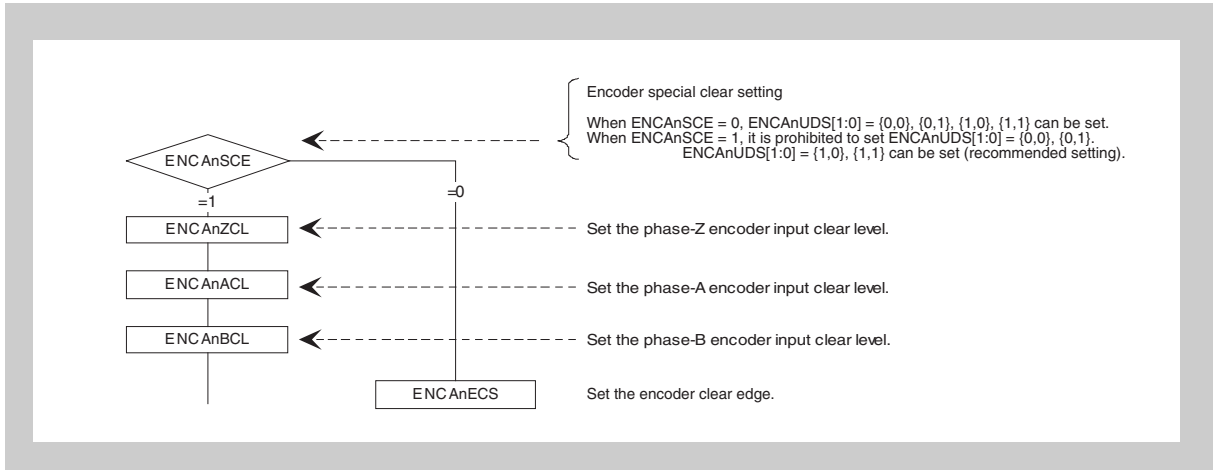 Encoder special clear setting
When ENCAnSCE = 0, ENCAnUDS[1:0] = {0,0}, {0,1}, {1,0}, {1,1} can be set.
When ENCAnSCE = 1, it is prohibited to set ENCAnUDS[1:0] = {0,0}, {0,1}.
ENCAnUDS[1:0] = {1,0}, {1,1} can be set (recommended setting).
ENCAnSCE
=1
=0
ENCAnZCL
Set the phase-Z encoder input clear level.
ENCAnACL
Set the phase-A encoder input clear level.
ENCAnBCL
Set the phase-B encoder input clear level.
ENCAnECS
Set the encoder clear edge.